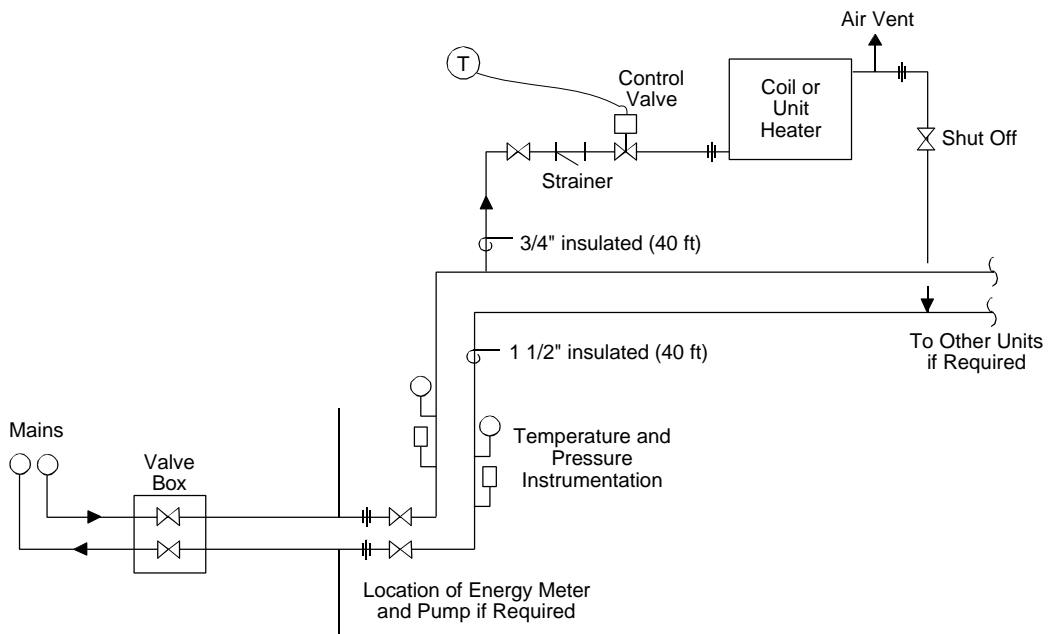 Air Vent
T
Control
Valve
Coil or
Unit
Heater
Shut Off
Strainer
3/4" insulated (40 ft)
1 1/2" insulated (40 ft)
To Other Units
if Required
Mains
Valve
Box
Temperature and
Pressure
Instrumentation
Location of Energy Meter
and Pump if Required